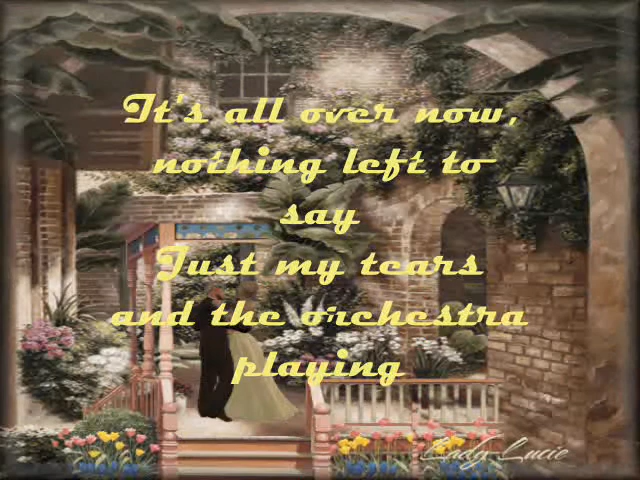 It's all over now,
nothing left to
say
Just my tears
and the orchestra
playing
Lady Lucie